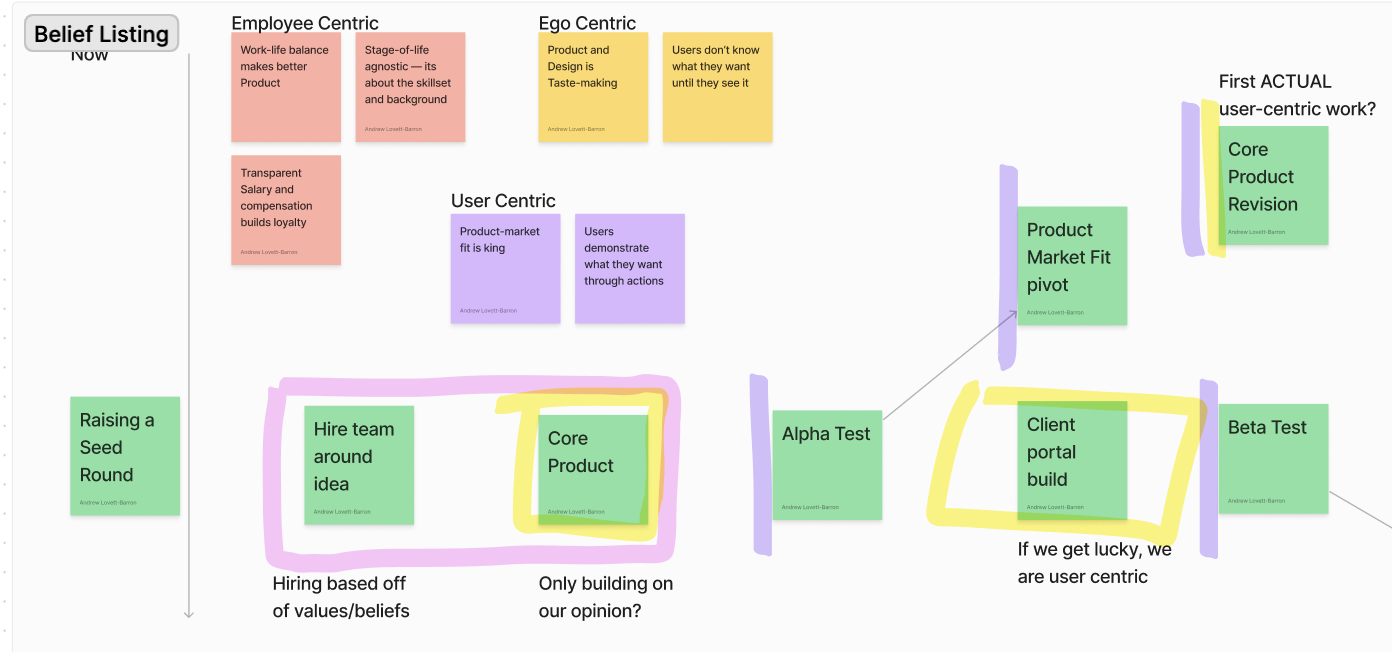 Belief Listing
Now
Employee Centric
Work-life balance
makes better
Product
Stage-of-life
agnostic — its
about the skillset
and background
Andrew Lovett-Barron
Transparent
Salary and
compensation
builds loyalty
Andrew Lovett-Barron
Ego Centric
Product and
Design is
Taste-making
Andrew Lovett-Barron
Users don't know
what they want
until they see it
User Centric
Product-market
fit is king
Andrew Lovett-Barron
Users
demonstrate
what they want
through actions
First ACTUAL
user-centric work?
Core
Product
Revision
Andrew Lovett-Barron
Product
Market Fit
pivot
Andrew Lovett-Barron
Raising a
Seed
Round
Andrew Lovett-Barron
Hire team
around
idea
Andrew Lovett-Barron
Hiring based off
of values/beliefs
Core
Product
Andrew Lovett-Barron
Only building on
our opinion?
Alpha Test
Andrew Lovett-Barron
Client
portal
build
Andrew Lovett-Barron
If we get lucky, we
are user centric
Beta Test
Andrew Lovett-Barron